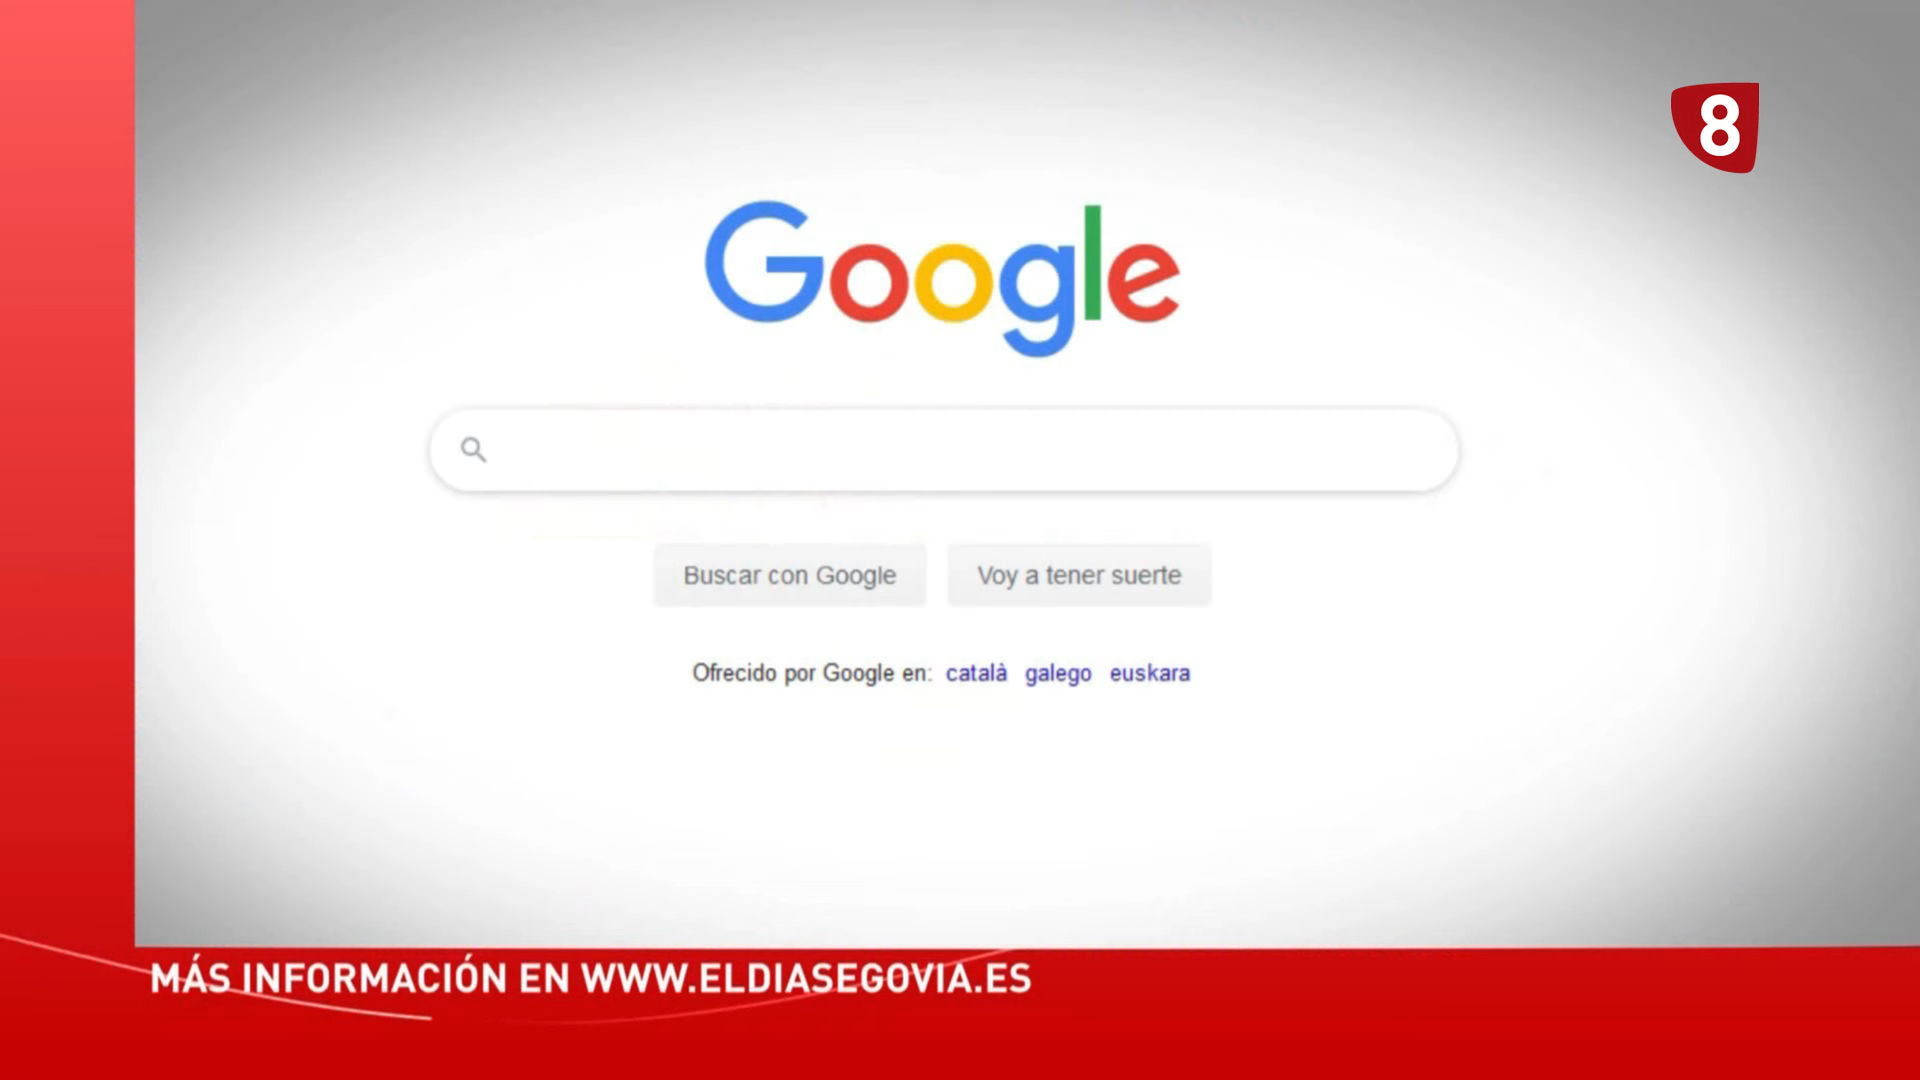 8
Google
Buscar con Google
Voy a tener suerte
Ofrecido por Google en: català galego euskara
MÁS INFORMACIÓN EN WWW.ELDIASEGOVIA.ES